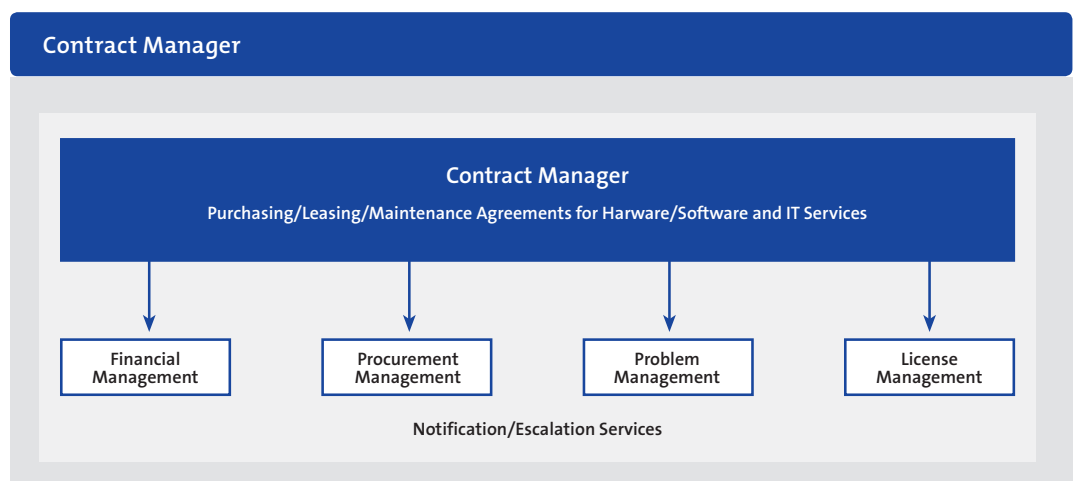 Contract Manager
Contract Manager
Purchasing/Leasing/Maintenance Agreements for Harware/Software and IT Services
Financial
Management
Procurement
Management
Problem
Management
License
Management
Notification/Escalation Services